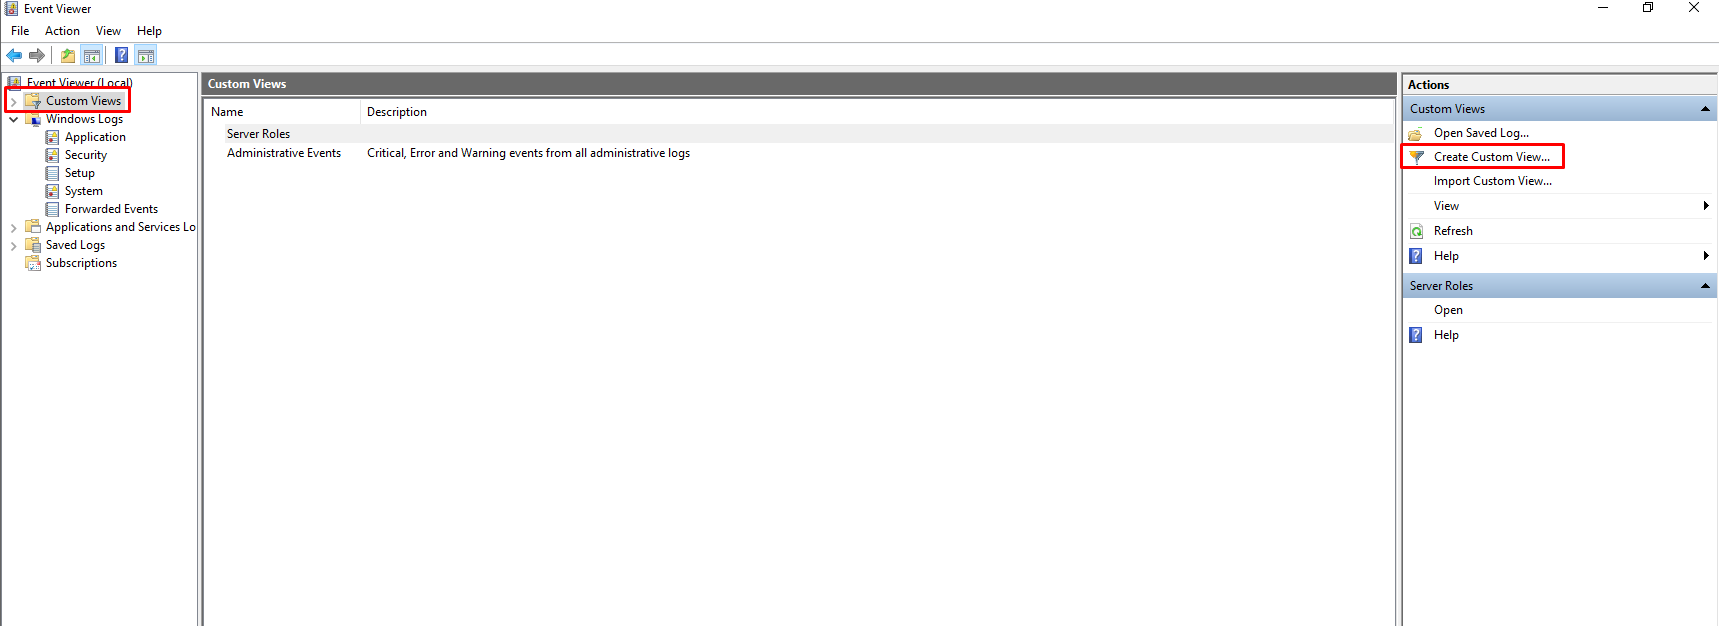 Event Viewer
File Action View Help
Event Viewer (Local)
Custom Views
Windows Logs
Application
Security
Setup
System
Forwarded Events
Applications and Services Lo
Saved Logs
Subscriptions
Custom Views
Name Description
Server Roles
Administrative Events Critical, Error and Warning events from all administrative logs
Actions
Custom Views
Open Saved Log...
Create Custom View...
Import Custom View...
View
Refresh
Help
Server Roles
Open
Help